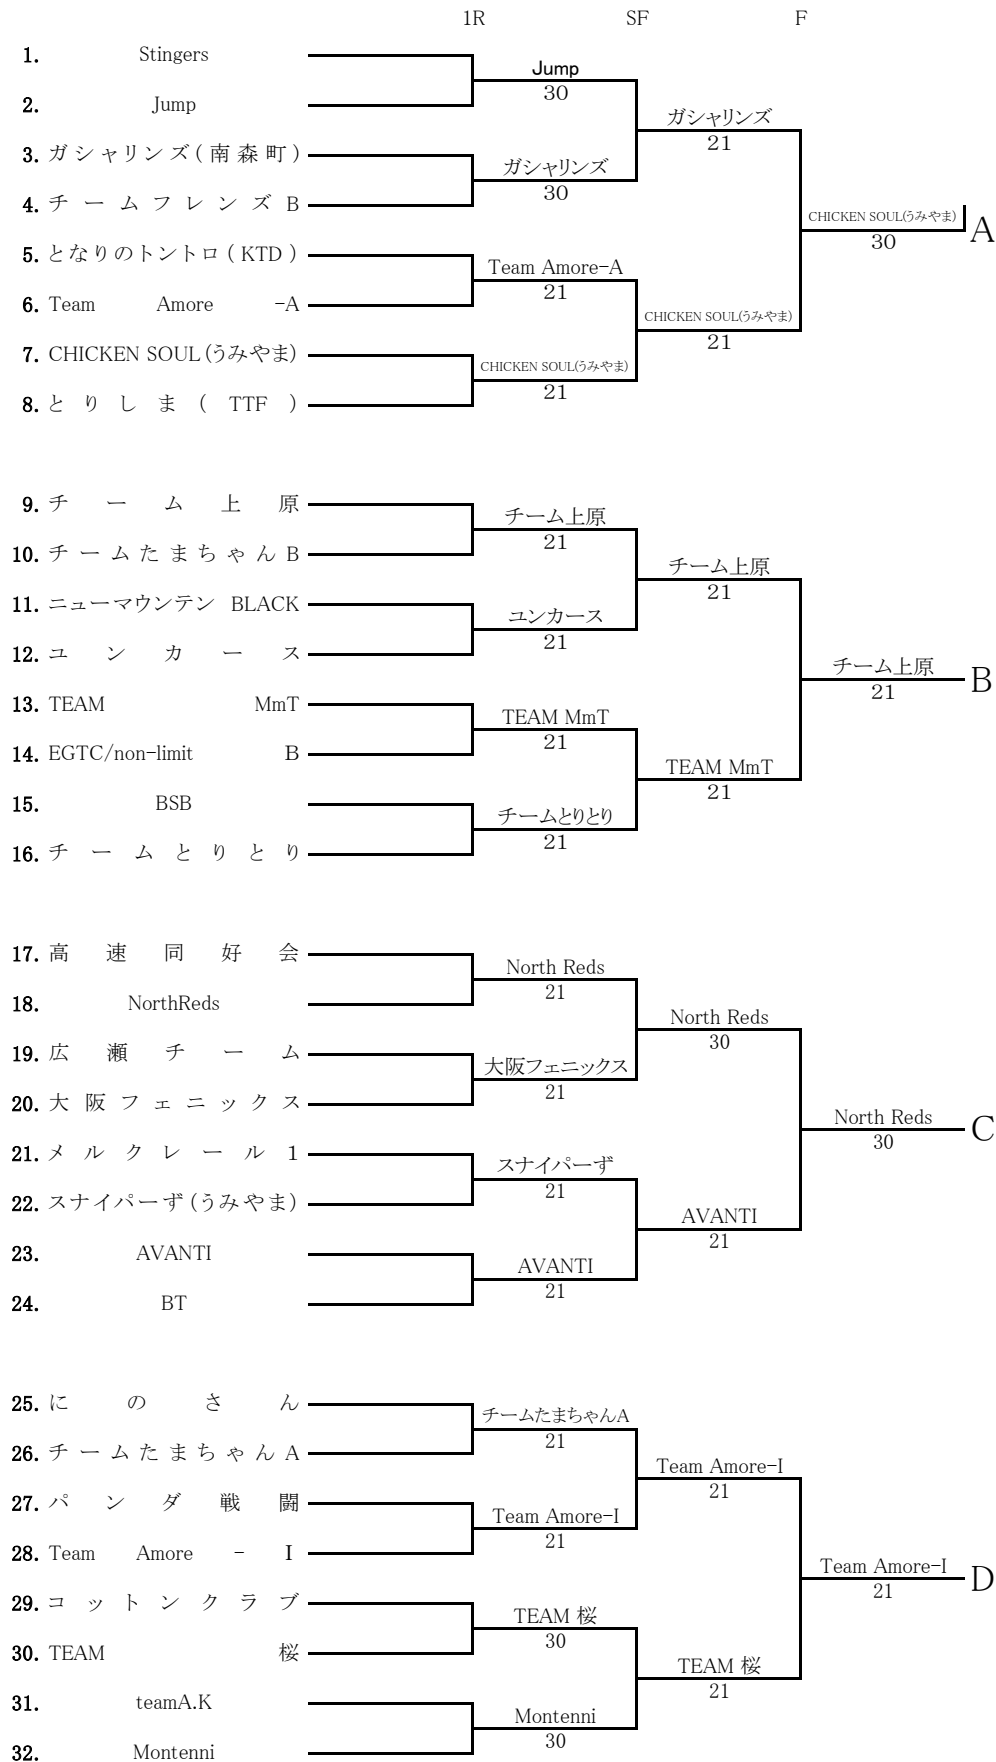 1R SF F
1. Stingers
Jump
30
2. Jump
ガシャリンズ
21
3. ガシャリンズ(南森町)
ガシャリンズ
30
4. チームフレンズB
CHICKEN SOUL(うみやま)
30
A
5. となりのトントロ(KTD)
Team Amore-A
21
6. Team Amore -A
CHICKEN SOUL(うみやま)
21
7. CHICKEN SOUL(うみやま)
CHICKEN SOUL(うみやま)
21
8. とりしま(TTF)
9. チーム上原
チーム上原
21
10. チームたまちゃんB
チーム上原
21
11. ニューマウンテン BLACK
ユンカース
21
12. ユンカース
チーム上原
21
B
13. TEAM MmT
TEAM MmT
21
14. EGTC/non-limit B
TEAM MmT
21
15. BSB
チームとりとり
21
16. チームとりとり
17. 高速同好会
North Reds
21
18. NorthReds
North Reds
30
19. 広瀬チーム
大阪フェニックス
21
20. 大阪フェニックス
North Reds
30
C
21. メルクレール1
スナイパーず
21
22. スナイパーず(うみやま)
AVANTI
21
23. AVANTI
AVANTI
21
24. BT
25. にのさん
チームたまちゃんA
21
26. チームたまちゃんA
Team Amore-I
21
27. パンダ戦闘
Team Amore-I
21
28. Team Amore - I
Team Amore-I
21
D
29. コットンクラブ
TEAM 桜
30
30. TEAM 桜
TEAM 桜
21
31. teamA.K
Montenni
30
32. Montenni